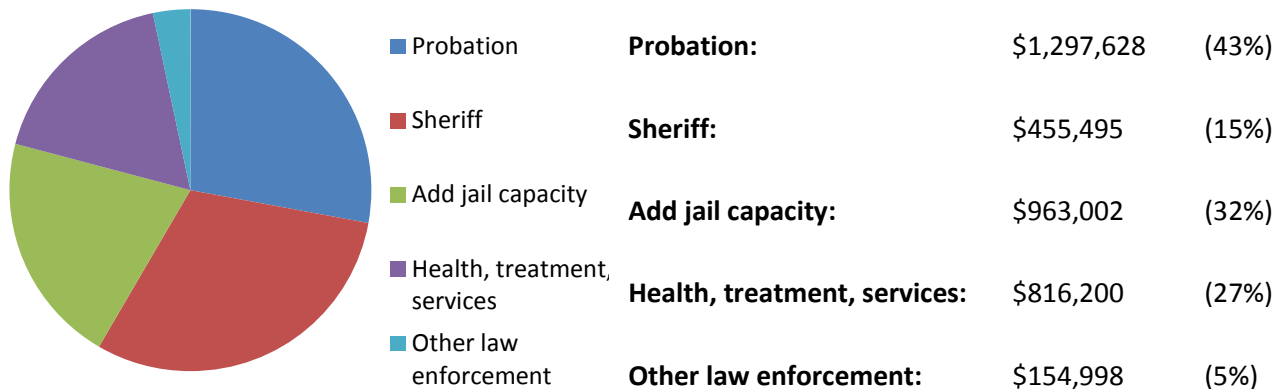 Probation
Sheriff
Add jail capacity
Health, treatment,
services
Other law
enforcement
Probation: $1,297,628 (43%)
Sheriff: $455,495 (15%)
Add jail capacity: $963,002 (32%)
Health, treatment, services: $816,200 (27%)
Other law enforcement: $154,998 (5%)